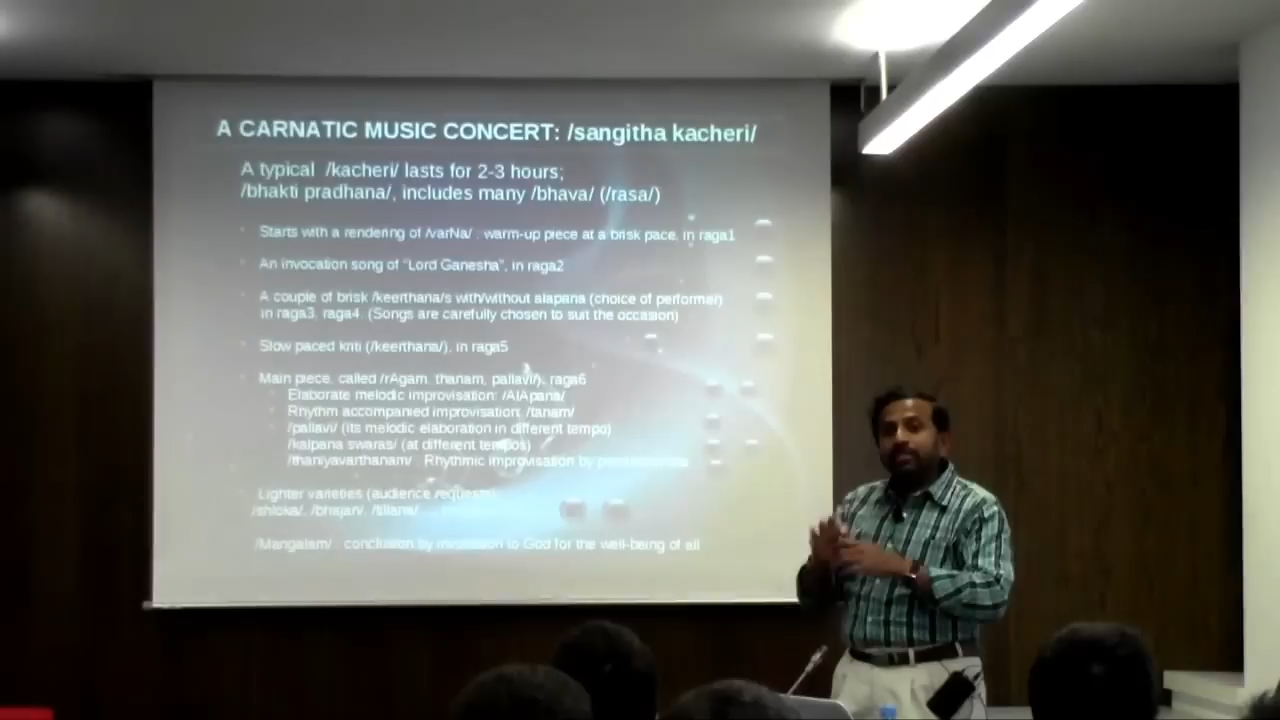 A CARNATIC MUSIC CONCERT: /sangitha kacheri/
A typical /kacheri/ lasts for 2-3 hours;
/bhakti pradhana/, includes many /bhava/ (/rasa/)
Starts with a rendering of /varNa/ : warm-up piece at a brisk pace, in raga1
An invocation song of "Lord Ganesha", in raga2
A couple of brisk /keerthana/s with/without alapana (choice of performer)
in raga3, raga4. (Songs are carefully chosen to suit the occasion)
Slow paced kriti (/keerthana/), in raga5
Main piece, called /rAgam, thanam, pallavi/), raga6
Elaborate melodic improvisation: /AlApana/
Rhythm accompanied improvisation: /tanam/
/pallavi/ (its melodic elaboration in different tempo)
/kalpana swaras/ (at different tempos)
/thaniyavarthanam/ : Rhythmic improvisation by
Lighter varieties (audience requests)
/shloka/, /bhajan/, /tillana/
/Mangalam/ : conclusion by to God for the well-being of all